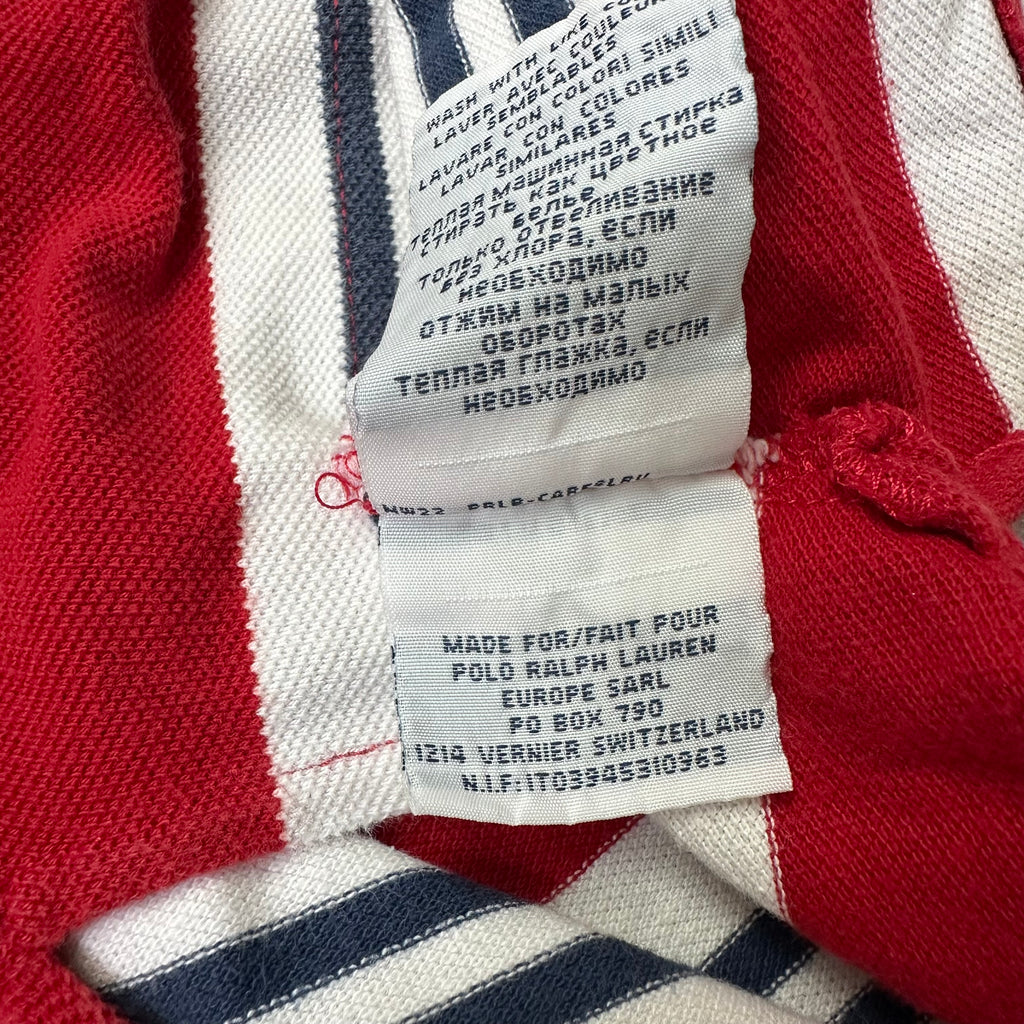 WASH WITH LIKE
LAVER AVEC COULEUR
SEMBLABLES
LAVARE CON COLORI SIMILI
LAVAR CON COLORES
SIMILARES
ТЕПЛАЯ МАШИННАЯ СТИРКА
СТИРАТЬ КАК ЦВЕТНОЕ
БЕЛЬЕ
ТОЛЬКО ОТБЕЛИВАНИЕ
БЕЗ ХЛОРА, ЕСЛИ
НЕОБХОДИМО
ОТЖИМ НА МАЛЫХ
ОБОРОТАХ
ТЕПЛАЯ ГЛАЖКА, ЕСЛИ
НЕОБХОДИМО
MADE FOR/FAIT POUR
POLO RALPH LAUREN
EUROPE SARL
PO BOX 790
1214 VERNIER SWITZERLAND
N.I.F:IT03345310963